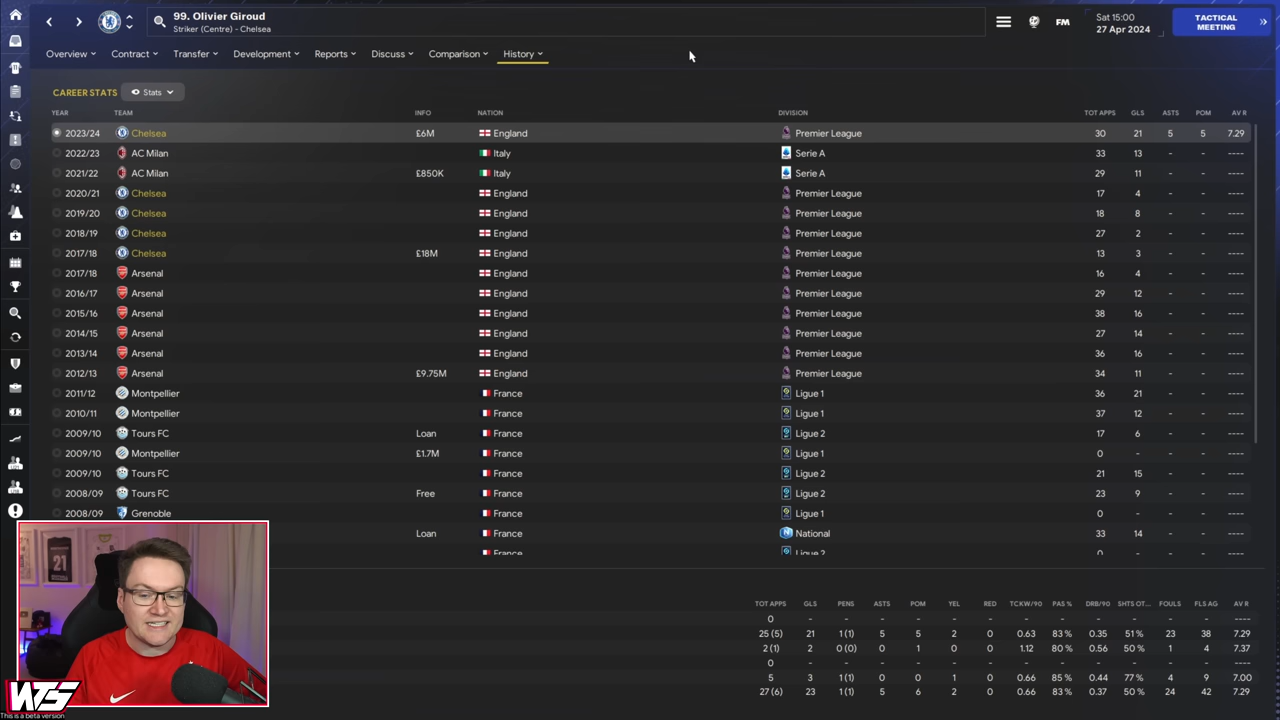 99. Olivier Giroud
Striker (Centre) - Chelsea
FM
Sat 15:00
27 Apr 2024
TACTICAL
MEETING
Overview Contract Transfer Development Reports Discuss Comparison History
CAREER STATS Stats
YEAR TEAM INFO NATION DIVISION TOT APPS GLS ASTS POM AV R
2023/24 Chelsea £6M England Premier League 30 21 5 5 7.29
2022/23 AC Milan Italy Serie A 33 13 - - ----
2021/22 AC Milan £850K Italy Serie A 29 11 - - ----
2020/21 Chelsea England Premier League 17 4 - - ----
2019/20 Chelsea England Premier League 18 8 - - ----
2018/19 Chelsea England Premier League 27 2 - - ----
2017/18 Chelsea £18M England Premier League 13 3 - - ----
2017/18 Arsenal England Premier League 16 4 - - ----
2016/17 Arsenal England Premier League 29 12 - - ----
2015/16 Arsenal England Premier League 38 16 - - ----
2014/15 Arsenal England Premier League 27 14 - - ----
2013/14 Arsenal England Premier League 36 16 - - ----
2012/13 Arsenal £9.75M England Premier League 34 11 - - ----
2011/12 Montpellier France Ligue 1 36 21 - - ----
2010/11 Montpellier France Ligue 1 37 12 - - ----
2009/10 Tours FC Loan France Ligue 2 17 6 - - ----
2009/10 Montpellier £1.7M France Ligue 1 0 - - - ----
2009/10 Tours FC France Ligue 2 21 15 - - ----
2008/09 Tours FC Free France Ligue 2 23 9 - - ----
2008/09 Grenoble France Ligue 1 0 - - - ----
Loan France National 33 14 - - ----
France Ligue 2 0 - - - ----
TOT APPS GLS PENS ASTS POM YEL RED TCKW/90 PAS % DRB/90 SHTS OT... FOULS FLS AG AV R
0 - - - - - - - - - - - - ----
25 (5) 21 1 (1) 5 5 2 0 0.63 83 % 0.35 51 % 23 38 7.29
2 (1) 2 0 (0) 0 1 0 0 1.12 80 % 0.56 50 % 1 4 7.37
0 - - - - - - - - - - - - ----
5 3 1 (1) 0 0 1 0 0.66 85 % 0.44 77 % 4 9 7.00
27 (6) 23 1 (1) 5 6 2 0 0.66 83 % 0.37 50 % 24 42 7.29
21
WTS
This is a beta version